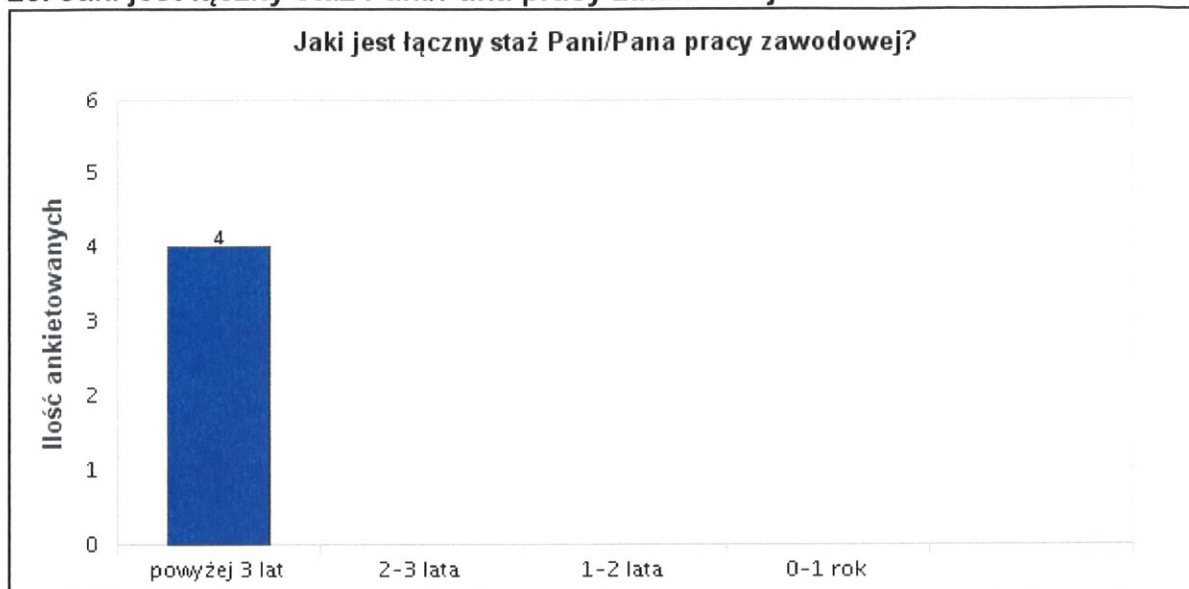 Jaki jest łączny staż Pani/Pana pracy zawodowej?
6
5
4
3
2
1
0
Ilość ankietowanych
4
powyżej 3 lat
2-3 lata
1-2 lata
0-1 rok